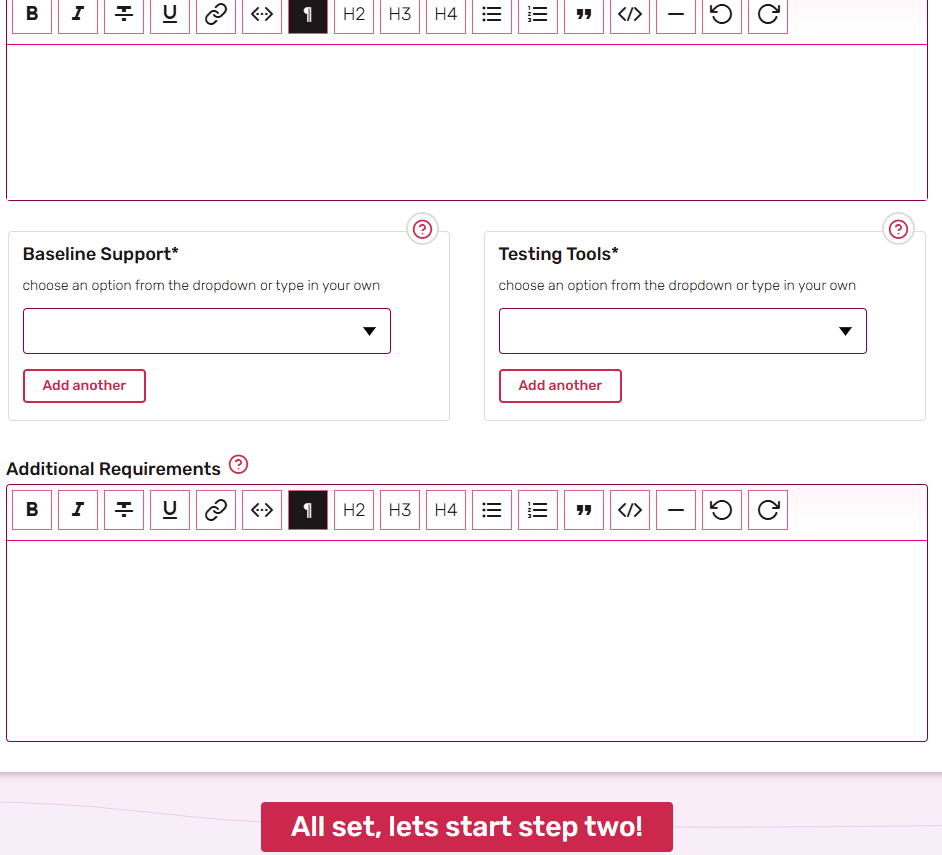 B I T U <··> ¶ H2 H3 H4 ” </> —
Baseline Support*
choose an option from the dropdown or type in your own
Add another
Testing Tools*
choose an option from the dropdown or type in your own
Add another
Additional Requirements ?
B I T U <··> ¶ H2 H3 H4 ” </> —
All set, lets start step two!